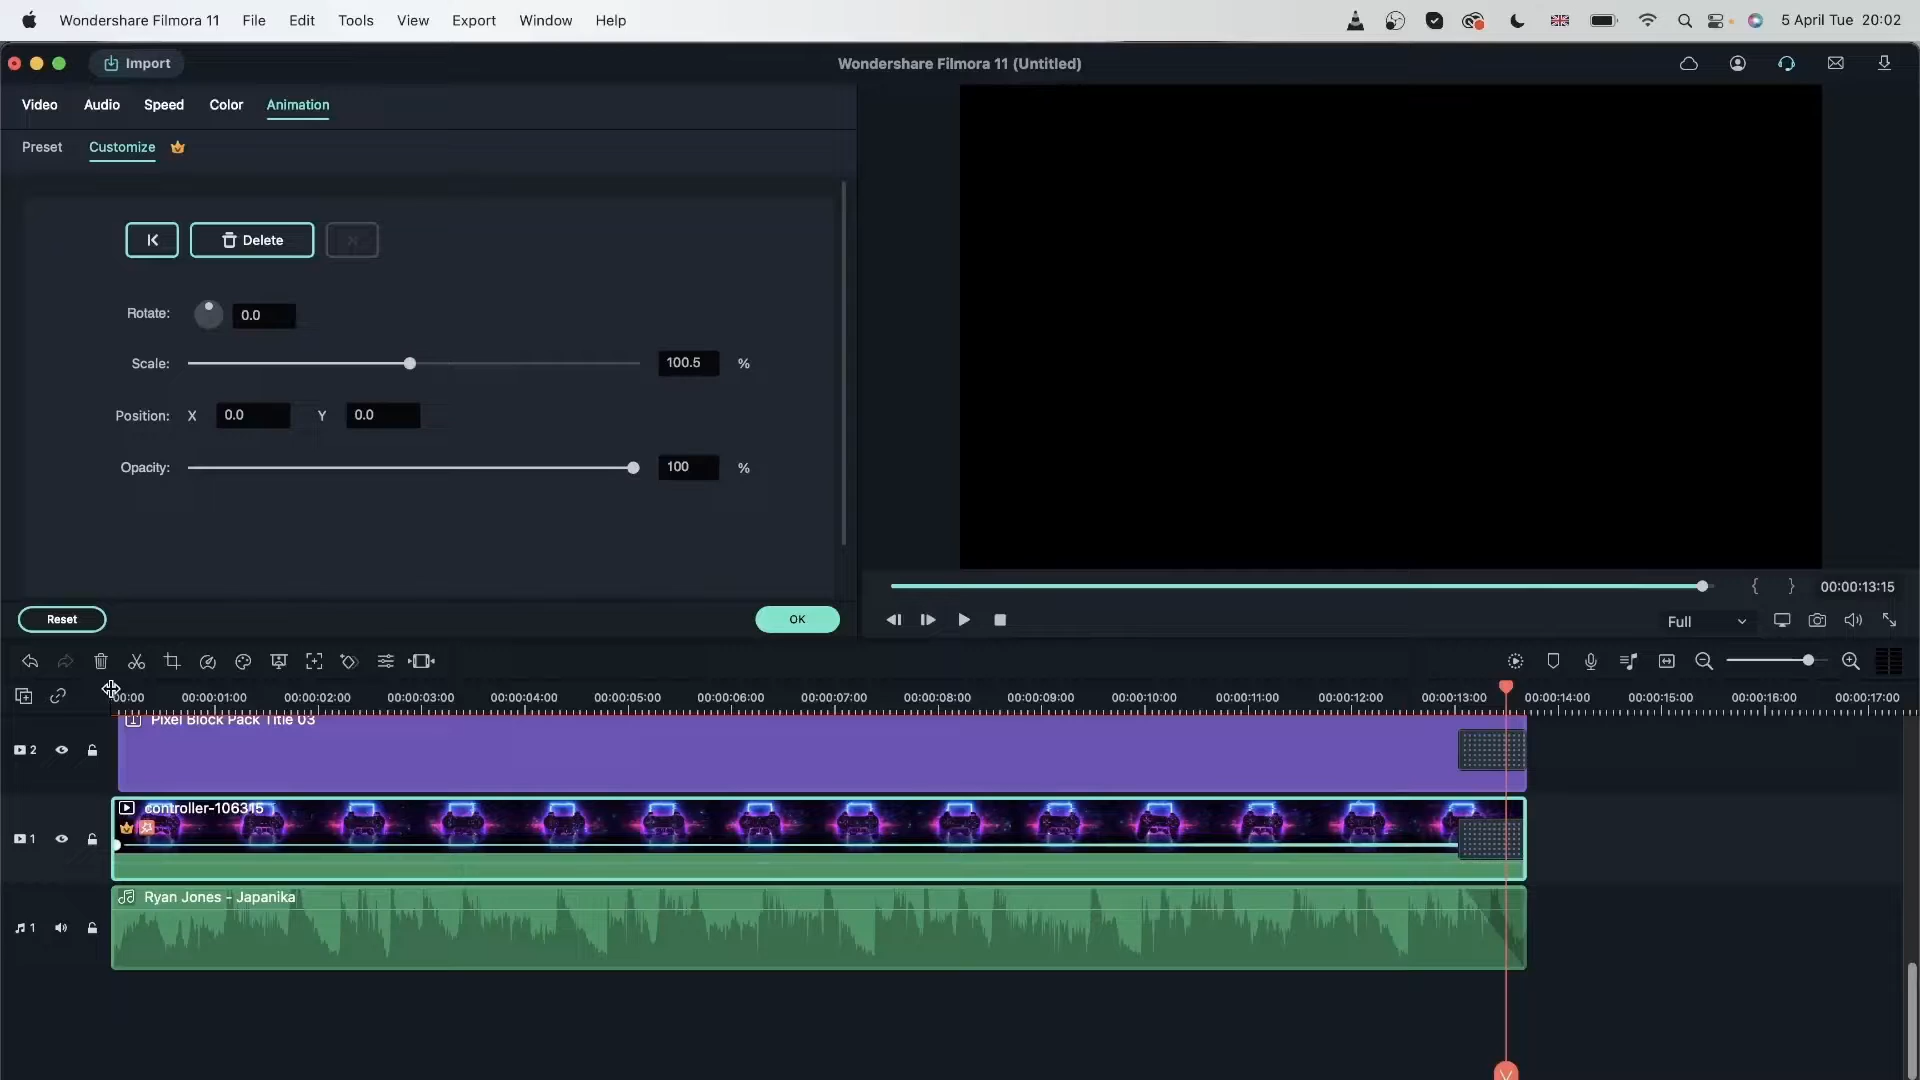 Wondershare Filmora 11 File Edit Tools View Export Window Help 5 April Tue 20:02
Import Wondershare Filmora 11 (Untitled)
Video Audio Speed Color Animation
Preset Customize
Delete
Rotate: 0.0
Scale: 100.5 %
Position: X 0.0 Y 0.0
Opacity: 100 %
Reset OK
{ } 00:00:13:15
Full
00:00 00:00:01:00 00:00:02:00 00:00:03:00 00:00:04:00 00:00:05:00 00:00:06:00 00:00:07:00 00:00:08:00 00:00:09:00 00:00:10:00 00:00:11:00 00:00:12:00 00:00:13:00 00:00:14:00 00:00:15:00 00:00:16:00 00:00:17:00
Pixel Block Pack Title 03
2
controller-106315
1
Ryan Jones - Japanika
1